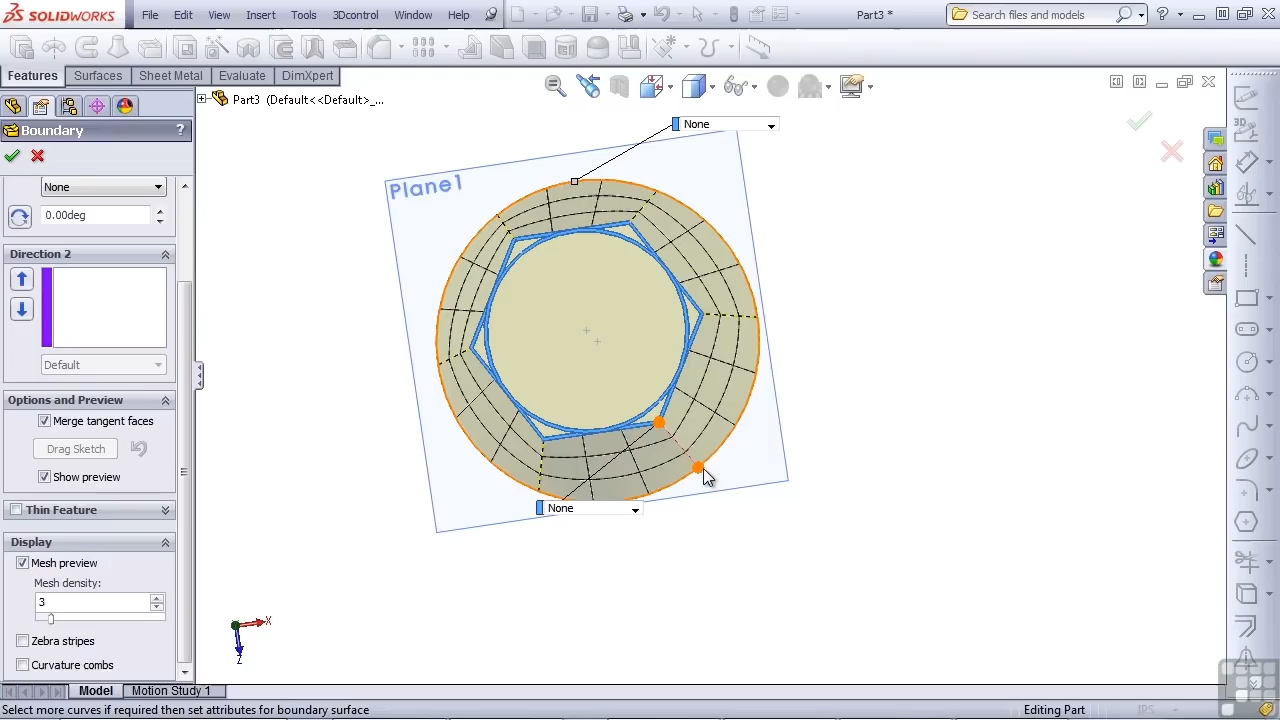 SOLIDWORKS File Edit View Insert Tools 3Dcontrol Window Help Part3 * Search files and models
Features Surfaces Sheet Metal Evaluate DimXpert
Part3 (Default<<Default>_...
Boundary ?
None
0.00deg
Direction 2
Default
Options and Preview
Merge tangent faces
Drag Sketch
Show preview
Thin Feature
Display
Mesh preview
Mesh density:
3
Zebra stripes
Curvature combs
None
Plane1
None
X
Z
3D
Model Motion Study 1
Select more curves if required then set attributes for boundary surface Editing Part IPS